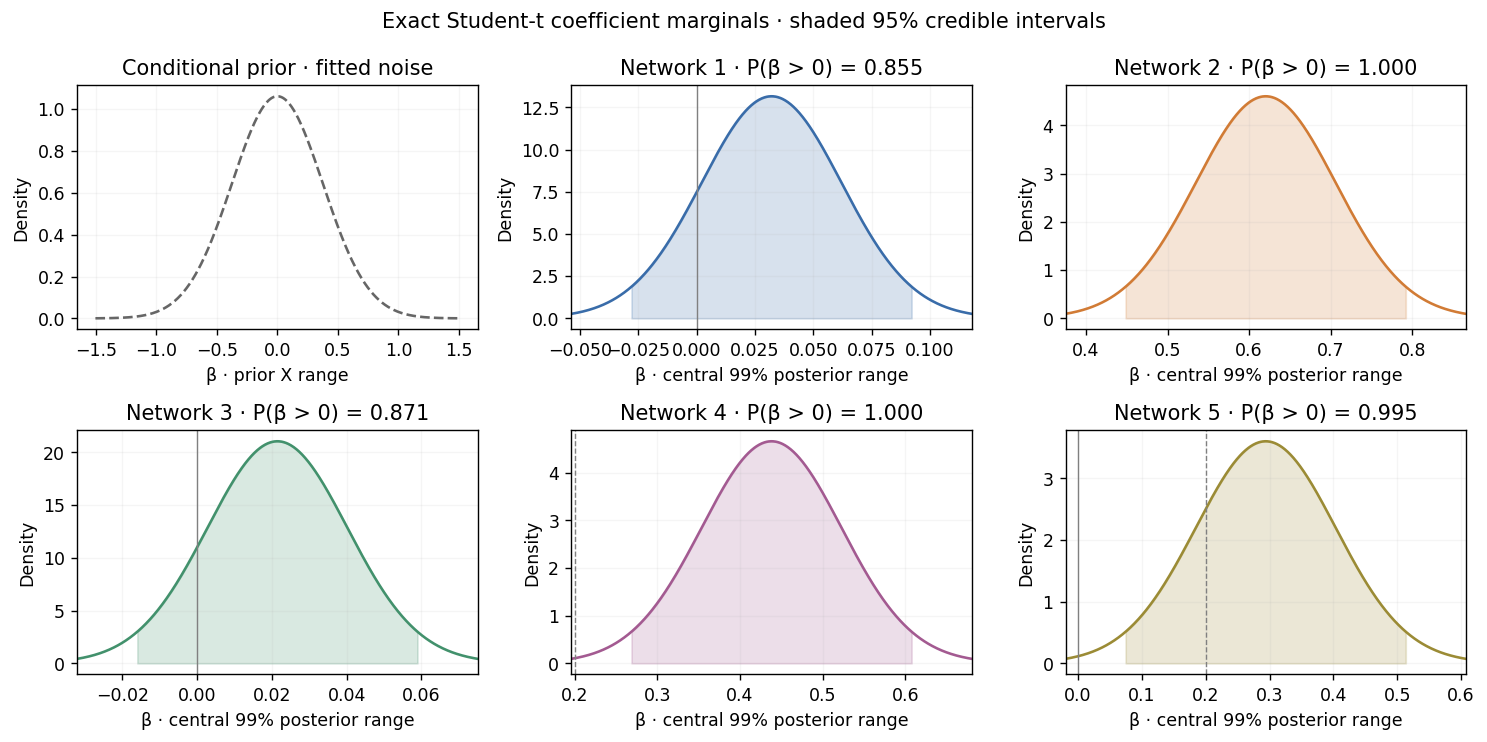 Exact Student-t coefficient marginals · shaded 95% credible intervals
Conditional prior · fitted noise
Density
1.0
0.8
0.6
0.4
0.2
0.0
−1.5 −1.0 −0.5 0.0 0.5 1.0 1.5
β · prior X range
Network 1 · P(β > 0) = 0.855
Density
12.5
10.0
7.5
5.0
2.5
0.0
−0.050 −0.025 0.000 0.025 0.050 0.075 0.100
β · central 99% posterior range
Network 2 · P(β > 0) = 1.000
Density
4
3
2
1
0
0.4 0.5 0.6 0.7 0.8
β · central 99% posterior range
Network 3 · P(β > 0) = 0.871
Density
20
15
10
5
0
−0.02 0.00 0.02 0.04 0.06
β · central 99% posterior range
Network 4 · P(β > 0) = 1.000
Density
4
3
2
1
0
0.2 0.3 0.4 0.5 0.6
β · central 99% posterior range
Network 5 · P(β > 0) = 0.995
Density
3
2
1
0
0.0 0.1 0.2 0.3 0.4 0.5 0.6
β · central 99% posterior range